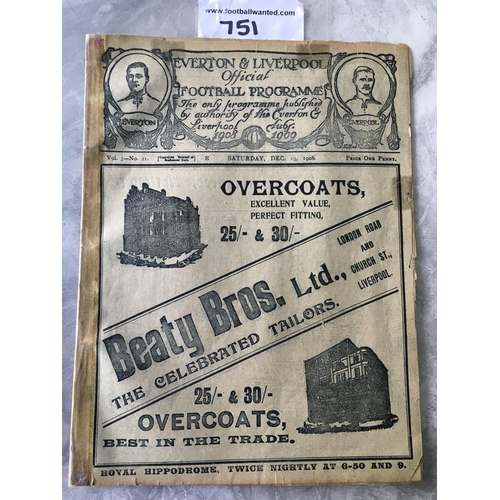 www.footballwanted.com
751
EVERTON & LIVERPOOL
Official
FOOTBALL PROGRAMME
The only programme published
by authority of the Everton &
Liverpool
1908 1909
EVERTON
LIVERPOOL
Vol. 5—No. 21.
SATURDAY, DEC. 19, 1908.
PRICE ONE PENNY.
OVERCOATS,
EXCELLENT VALUE,
PERFECT FITTING,
25/- & 30/-
LONDON ROAD
AND
CHURCH ST.,
LIVERPOOL.
Beaty Bros. Ltd.,
THE CELEBRATED TAILORS.
25/- & 30/-
OVERCOATS,
BEST IN THE TRADE.
ROYAL HIPPODROME, TWICE NIGHTLY AT 6-50 AND 9.